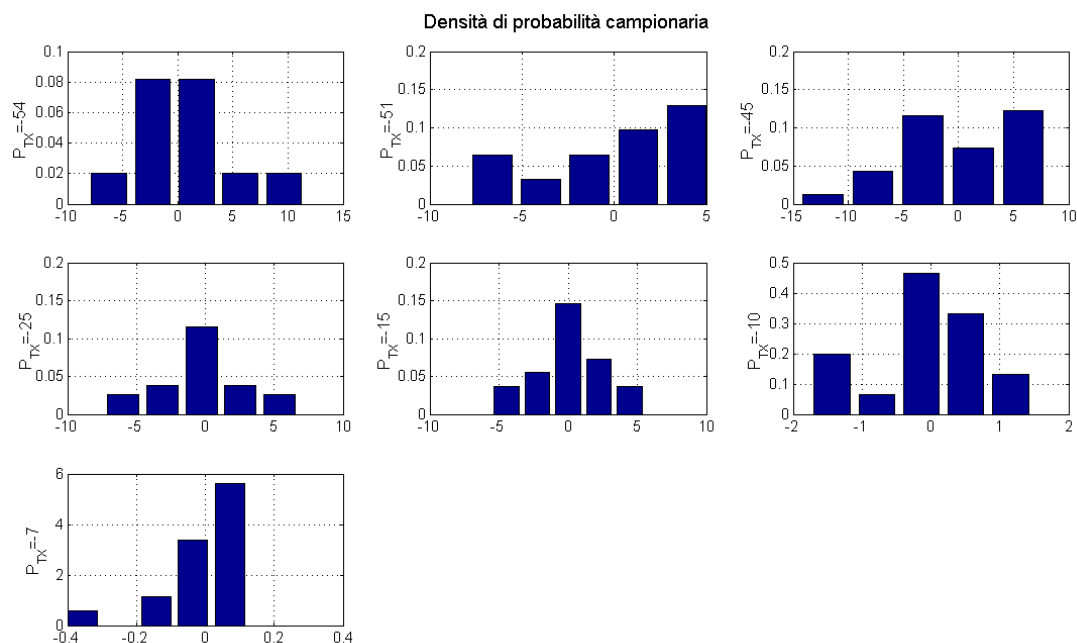 Densità di probabilità campionaria
P_TX=-54
0.1
0.08
0.06
0.04
0.02
0
-10 -5 0 5 10 15
P_TX=-51
0.2
0.15
0.1
0.05
0
-10 -5 0 5
P_TX=-45
0.2
0.15
0.1
0.05
0
-15 -10 -5 0 5 10
P_TX=-25
0.2
0.15
0.1
0.05
0
-10 -5 0 5 10
P_TX=-15
0.2
0.15
0.1
0.05
0
-10 -5 0 5 10
P_TX=-10
0.5
0.4
0.3
0.2
0.1
0
-2 -1 0 1 2
P_TX=-7
6
4
2
0
-0.4 -0.2 0 0.2 0.4